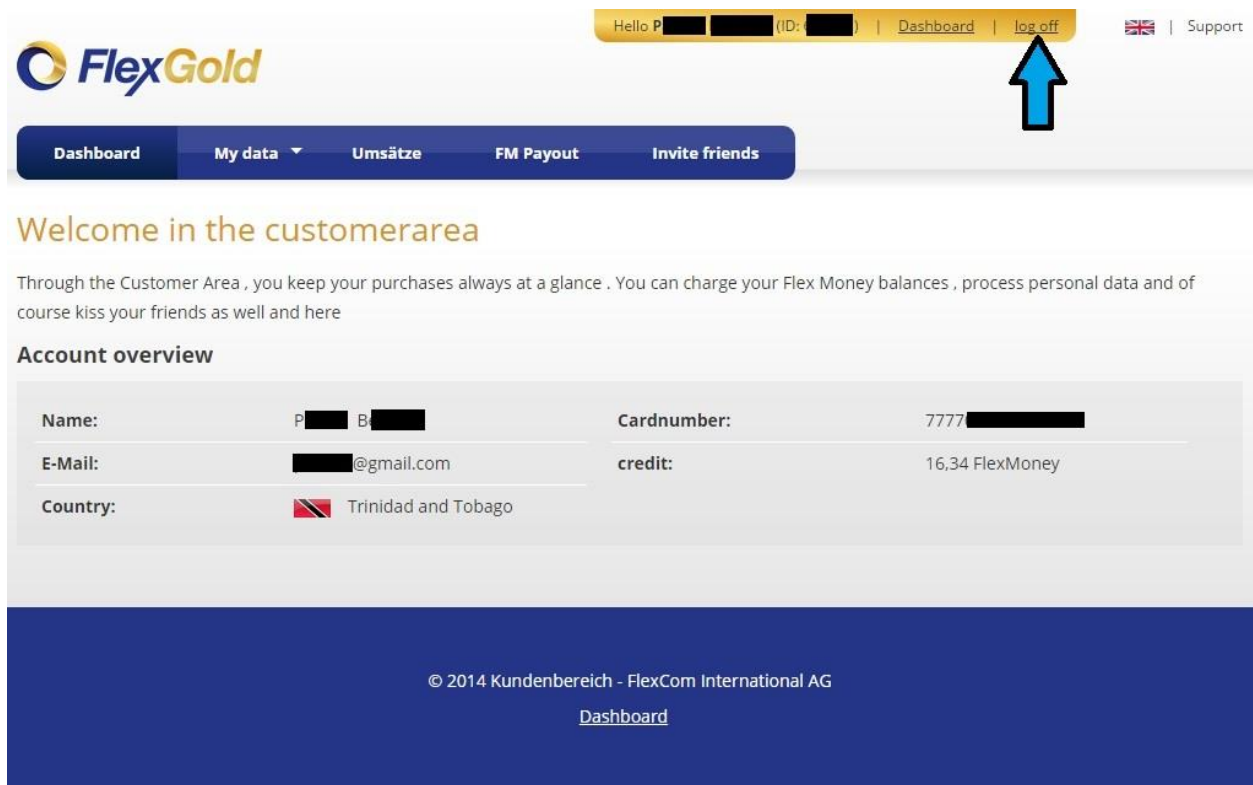 Hello P (ID: ) | Dashboard | log off | Support
FlexGold
Dashboard My data Umsätze FM Payout Invite friends
Welcome in the customerarea
Through the Customer Area , you keep your purchases always at a glance . You can charge your Flex Money balances , process personal data and of
course kiss your friends as well and here
Account overview
Name: P B Cardnumber: 7777
E-Mail: @gmail.com credit: 16,34 FlexMoney
Country: Trinidad and Tobago
© 2014 Kundenbereich - FlexCom International AG
Dashboard